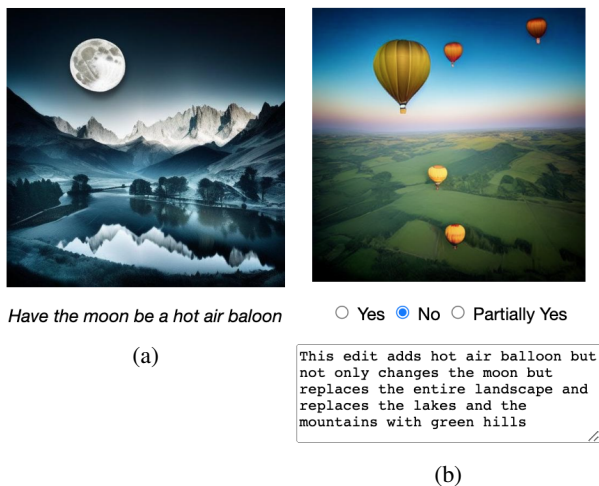 Have the moon be a hot air baloon
(a)
Yes No Partially Yes
This edit adds hot air balloon but
not only changes the moon but
replaces the entire landscape and
replaces the lakes and the
mountains with green hills
(b)